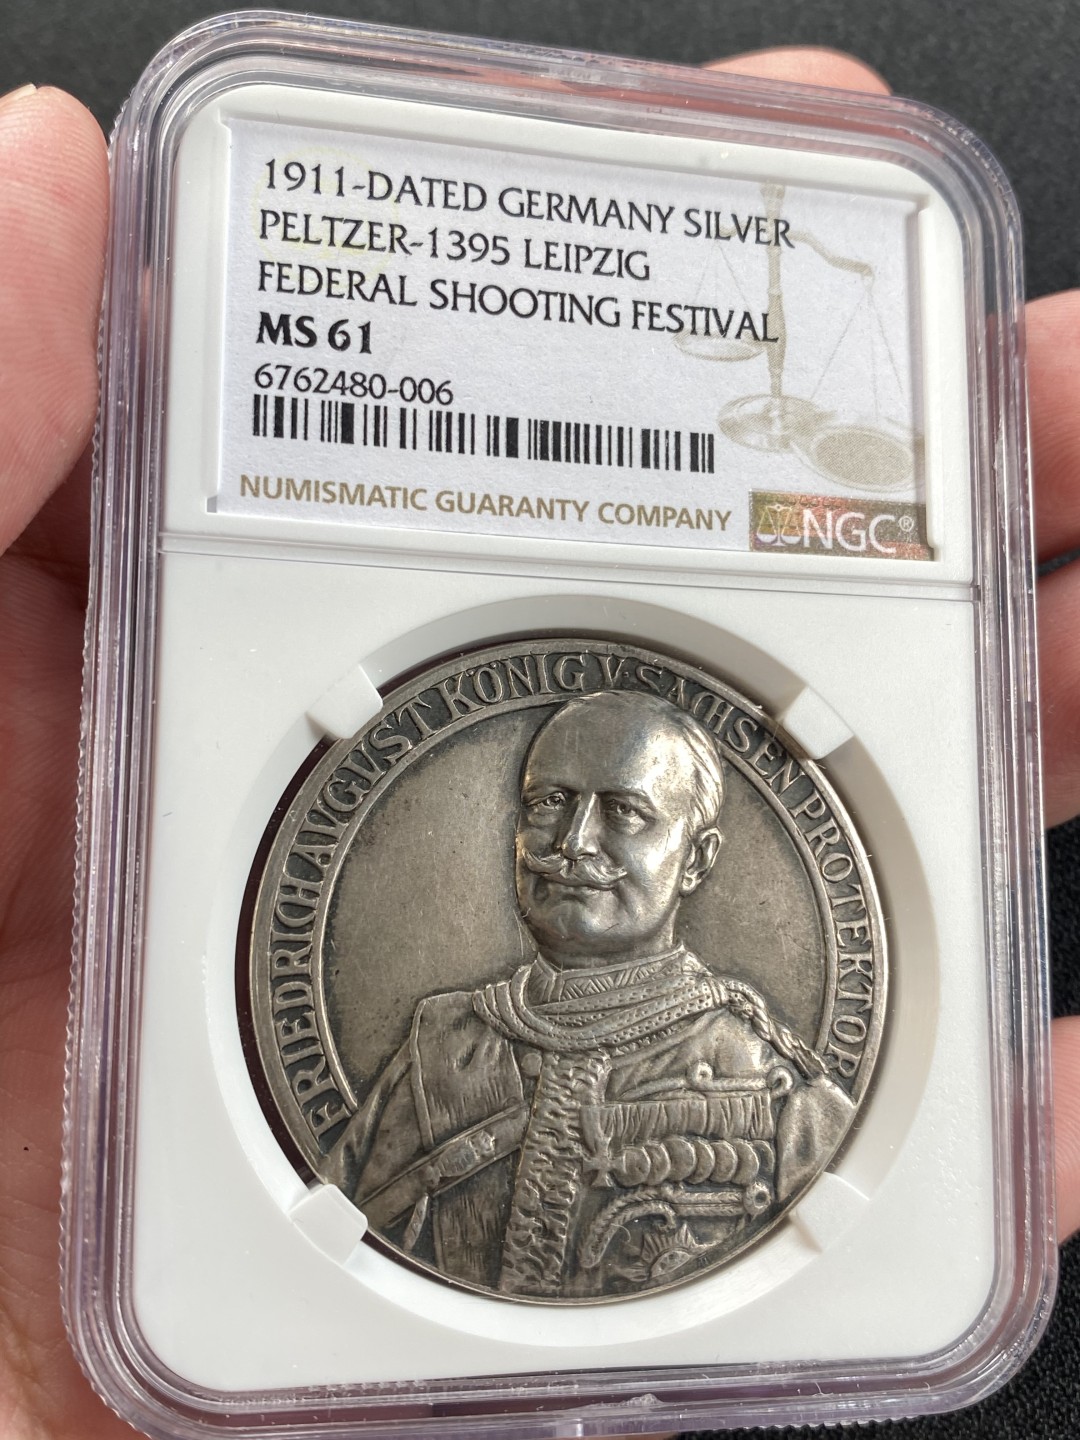 1911-DATED GERMANY SILVER
PELTZER-1395 LEIPZIG
FEDERAL SHOOTING FESTIVAL
MS 61
6762480-006
NUMISMATIC GUARANTY COMPANY
NGC®
FRIEDRICH AVGVST KÖNIG V·SACHSEN PROTEKTOR